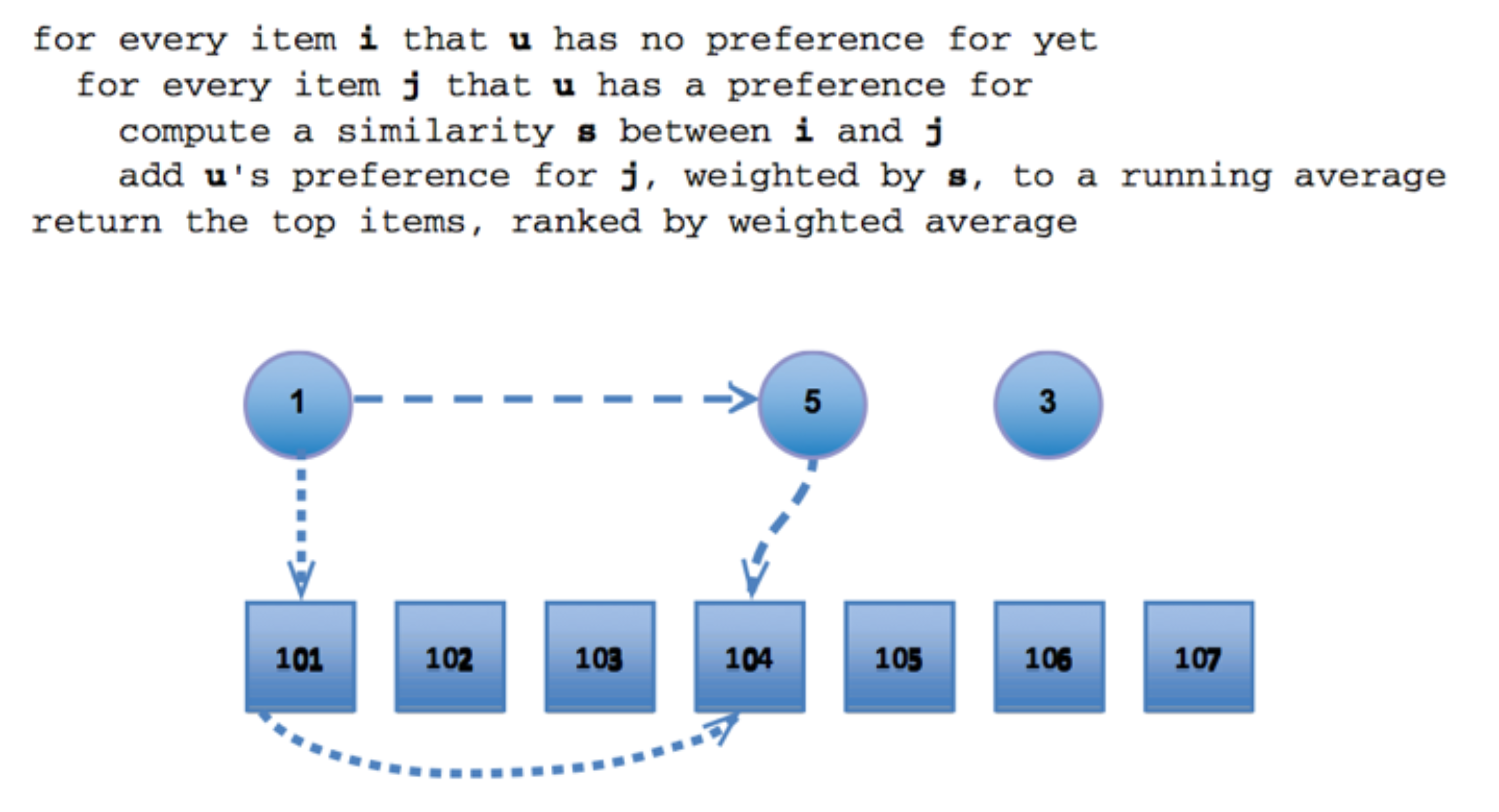 for every item i that u has no preference for yet
for every item j that u has a preference for
compute a similarity s between i and j
add u's preference for j, weighted by s, to a running average
return the top items, ranked by weighted average
1 5 3
101 102 103 104 105 106 107